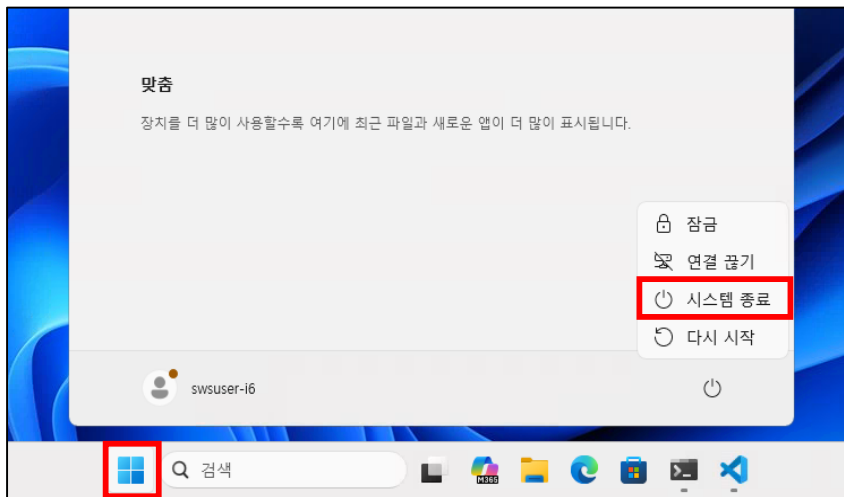 맞춤
장치를 더 많이 사용할수록 여기에 최근 파일과 새로운 앱이 더 많이 표시됩니다.
잠금
연결 끊기
시스템 종료
다시 시작
swsuser-i6
검색
M365